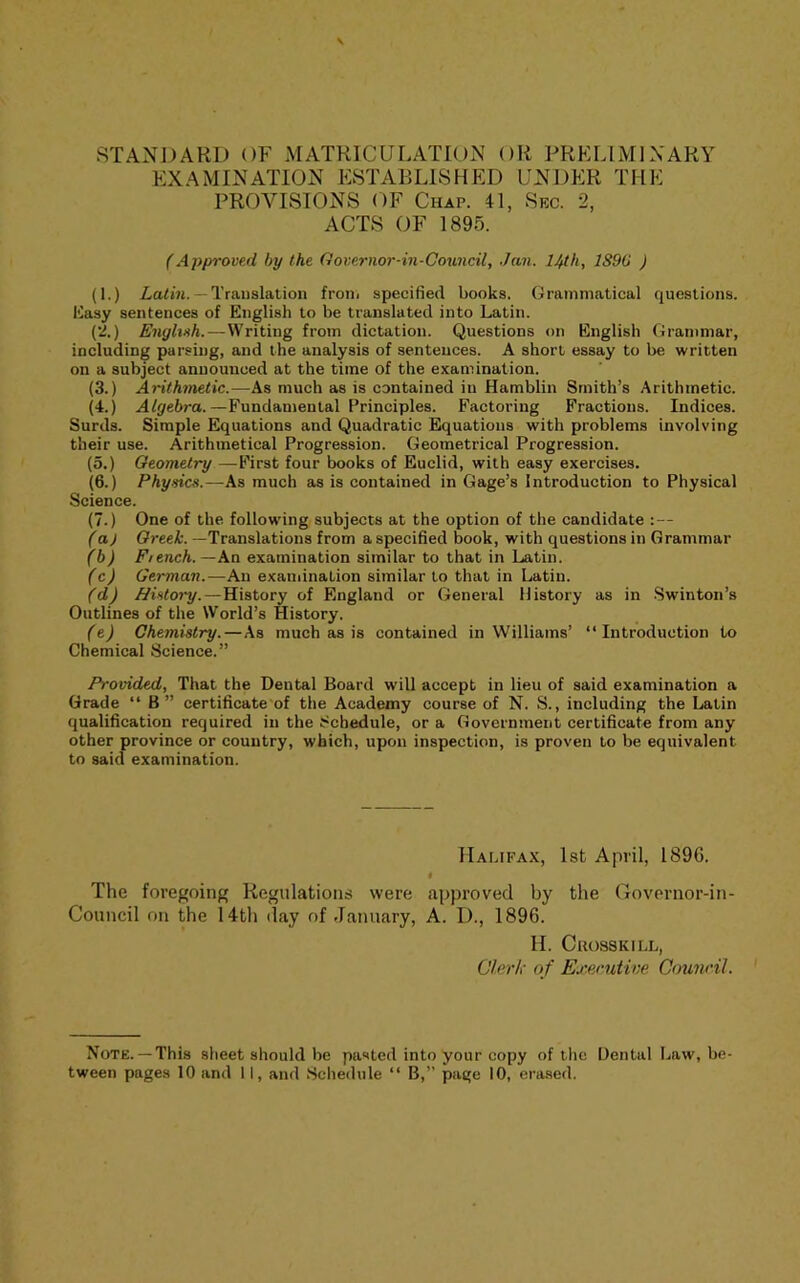 STANDARD OF MATRICULATION OR PRELIMINARY
EXAMINATION ESTABLISHED UNDER THE
PROVISIONS OF CHAP. 41, SEC. 2,
ACTS OF 1895.
(Approved by the Governor-in-Council, Jan. 14th, 1896 )
(1.) Latin.—Translation from specified books. Grammatical questions.
Easy sentences of English to be translated into Latin.
(2.) English.—Writing from dictation. Questions on English Grammar,
including parsing, and the analysis of sentences. A short essay to be written
on a subject announced at the time of the examination.
(3.) Arithmetic.—As much as is contained in Hamblin Smith's Arithmetic.
(4.) Algebra.—Fundamental Principles. Factoring Fractions. Indices.
Surds. Simple Equations and Quadratic Equations with problems involving
their use. Arithmetical Progression. Geometrical Progression.
(5.) Geometry—First four books of Euclid, with easy exercises.
(6.) Physics.—As much as is contained in Gage's Introduction to Physical
Science.
(7.) One of the following subjects at the option of the candidate :—
(a) Greek.—Translations from a specified book, with questions in Grammar
(b) French.—An examination similar to that in Latin.
(c) German.—An examination similar to that in Latin.
(d) History.—History of England or General History as in Swinton's
Outlines of the World's History.
(e) Chemistry.—As much as is contained in Williams' "Introduction to
Chemical Science."
Provided, That the Dental Board will accept in lieu of said examination a
Grade "B" certificate of the Academy course of N. S., including the Latin
qualification required in the Schedule, or a Government certificate from any
other province or country, which, upon inspection, is proven to be equivalent
to said examination.
HALIFAX, 1st April, 1896.
The foregoing Regulations were approved by the Governor-in-
Council on the 14th day of January, A. D., 1896.
H. CROSSKILL,
Clerk of Executive Council.
NOTE.—This sheet should be pasted into your copy of the Dental Law, be-
tween pages 10 and 11, and Schedule "B," page 10, erased.